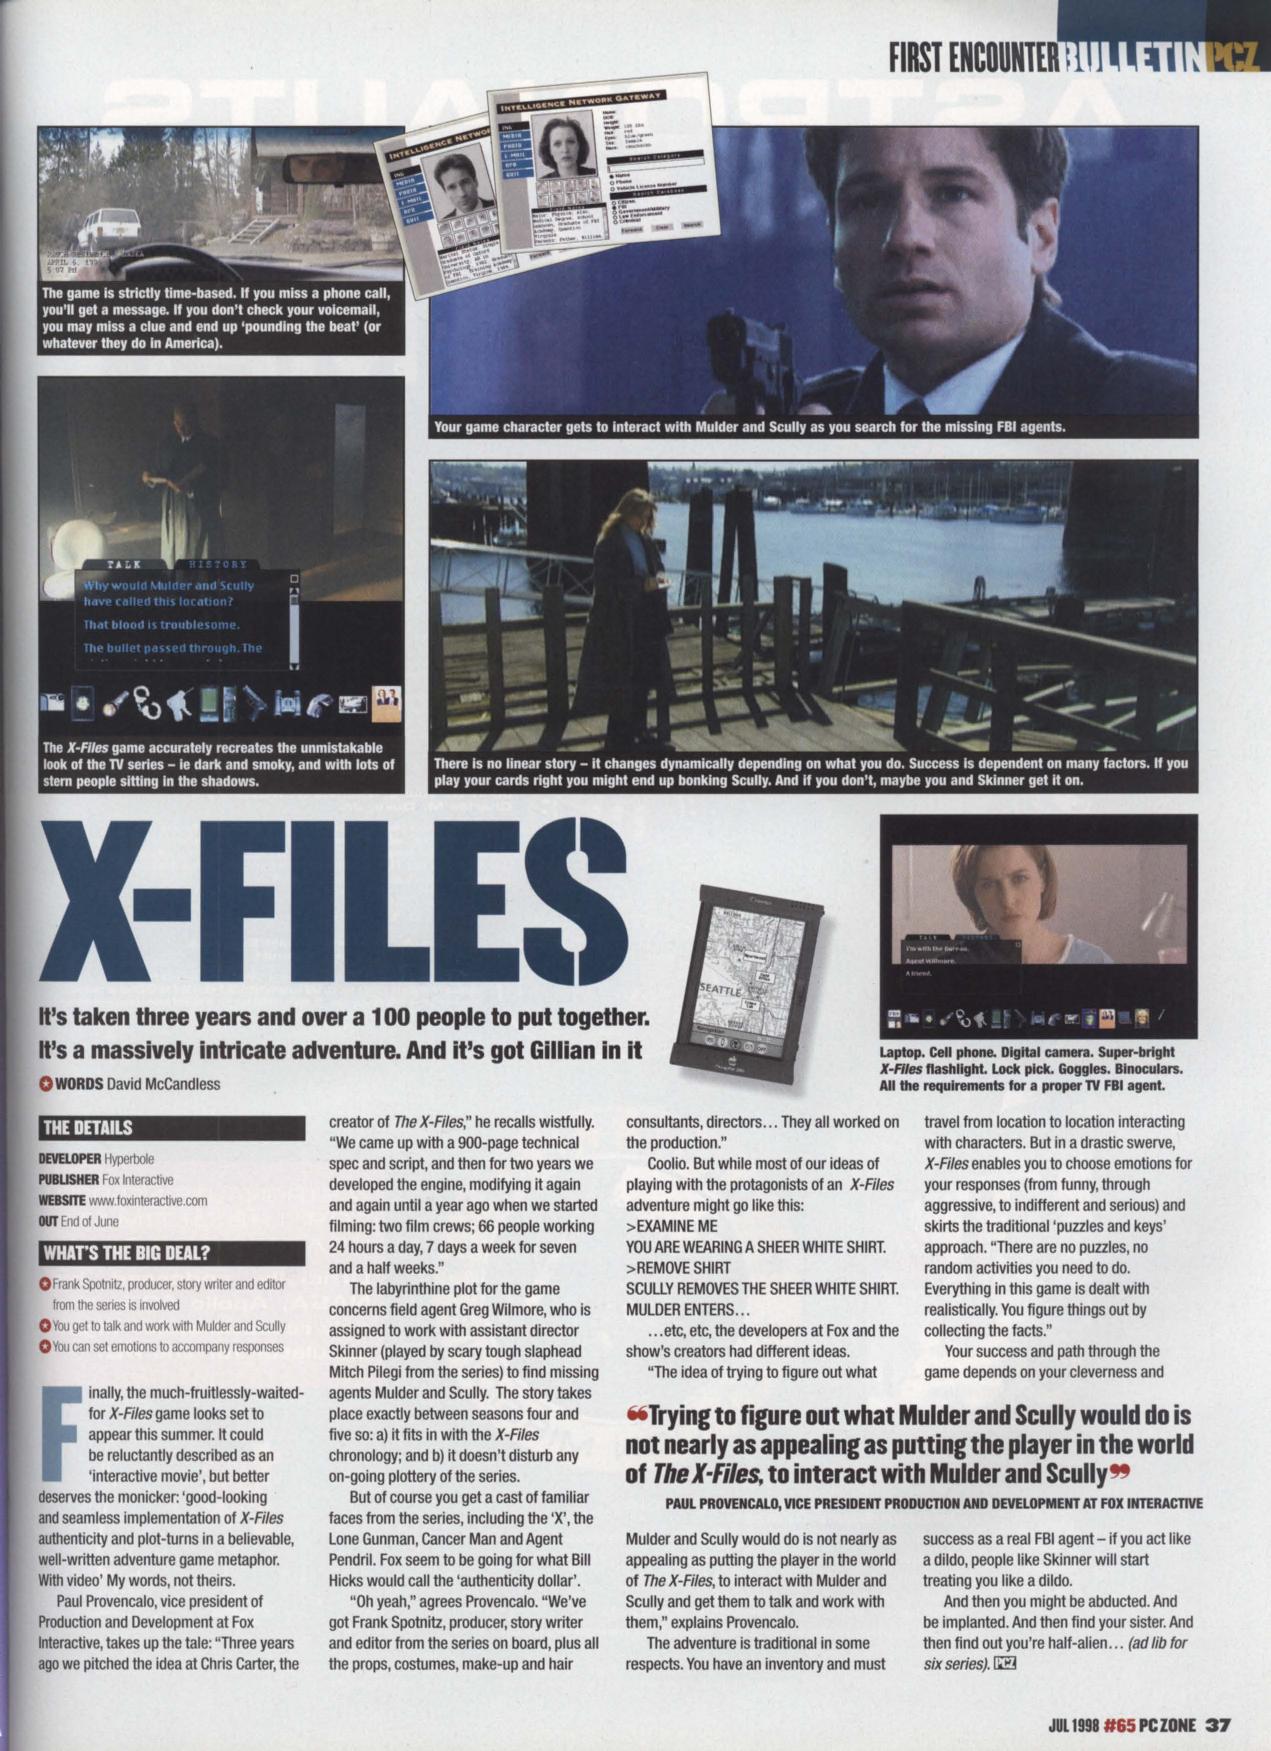 FIRST ENCOUNTER BULLETIN PCZ
INTELLIGENCE NETWORK GATEWAY
The game is strictly time-based. If you miss a phone call,
you'll get a message. If you don't check your voicemail,
you may miss a clue and end up 'pounding the beat' (or
whatever they do in America).
Your game character gets to interact with Mulder and Scully as you search for the missing FBI agents.
TALK HISTORY
Why would Mulder and Scully
have called this location?
That blood is troublesome.
The bullet passed through. The
The X-Files game accurately recreates the unmistakable
look of the TV series – ie dark and smoky, and with lots of
stern people sitting in the shadows.
There is no linear story – it changes dynamically depending on what you do. Success is dependent on many factors. If you
play your cards right you might end up bonking Scully. And if you don't, maybe you and Skinner get it on.
X-FILES
It's taken three years and over a 100 people to put together.
It's a massively intricate adventure. And it's got Gillian in it
WORDS David McCandless
SEATTLE
I'm with the Bureau.
Agent Willmore.
A friend.
Laptop. Cell phone. Digital camera. Super-bright
X-Files flashlight. Lock pick. Goggles. Binoculars.
All the requirements for a proper TV FBI agent.
THE DETAILS
DEVELOPER Hyperbole
PUBLISHER Fox Interactive
WEBSITE www.foxinteractive.com
OUT End of June
WHAT'S THE BIG DEAL?
Frank Spotnitz, producer, story writer and editor
from the series is involved
You get to talk and work with Mulder and Scully
You can set emotions to accompany responses
Finally, the much-fruitlessly-waited-
for X-Files game looks set to
appear this summer. It could
be reluctantly described as an
'interactive movie', but better
deserves the monicker: 'good-looking
and seamless implementation of X-Files
authenticity and plot-turns in a believable,
well-written adventure game metaphor.
With video' My words, not theirs.
Paul Provencalo, vice president of
Production and Development at Fox
Interactive, takes up the tale: "Three years
ago we pitched the idea at Chris Carter, the
creator of The X-Files," he recalls wistfully.
"We came up with a 900-page technical
spec and script, and then for two years we
developed the engine, modifying it again
and again until a year ago when we started
filming: two film crews; 66 people working
24 hours a day, 7 days a week for seven
and a half weeks."
The labyrinthine plot for the game
concerns field agent Greg Wilmore, who is
assigned to work with assistant director
Skinner (played by scary tough slaphead
Mitch Pilegi from the series) to find missing
agents Mulder and Scully. The story takes
place exactly between seasons four and
five so: a) it fits in with the X-Files
chronology; and b) it doesn't disturb any
on-going plottery of the series.
But of course you get a cast of familiar
faces from the series, including the 'X', the
Lone Gunman, Cancer Man and Agent
Pendril. Fox seem to be going for what Bill
Hicks would call the 'authenticity dollar'.
"Oh yeah," agrees Provencalo. "We've
got Frank Spotnitz, producer, story writer
and editor from the series on board, plus all
the props, costumes, make-up and hair
consultants, directors... They all worked on
the production."
Coolio. But while most of our ideas of
playing with the protagonists of an X-Files
adventure might go like this:
>EXAMINE ME
YOU ARE WEARING A SHEER WHITE SHIRT.
>REMOVE SHIRT
SCULLY REMOVES THE SHEER WHITE SHIRT.
MULDER ENTERS...
...etc, etc, the developers at Fox and the
show's creators had different ideas.
"The idea of trying to figure out what
Mulder and Scully would do is not nearly as
appealing as putting the player in the world
of The X-Files, to interact with Mulder and
Scully and get them to talk and work with
them," explains Provencalo.
The adventure is traditional in some
respects. You have an inventory and must
travel from location to location interacting
with characters. But in a drastic swerve,
X-Files enables you to choose emotions for
your responses (from funny, through
aggressive, to indifferent and serious) and
skirts the traditional 'puzzles and keys'
approach. "There are no puzzles, no
random activities you need to do.
Everything in this game is dealt with
realistically. You figure things out by
collecting the facts."
Your success and path through the
game depends on your cleverness and
success as a real FBI agent – if you act like
a dildo, people like Skinner will start
treating you like a dildo.
And then you might be abducted. And
be implanted. And then find your sister. And
then find out you're half-alien... (ad lib for
six series). PCZ
"Trying to figure out what Mulder and Scully would do is
not nearly as appealing as putting the player in the world
of The X-Files, to interact with Mulder and Scully"
PAUL PROVENCALO, VICE PRESIDENT PRODUCTION AND DEVELOPMENT AT FOX INTERACTIVE
JUL 1998 #65 PC ZONE 37